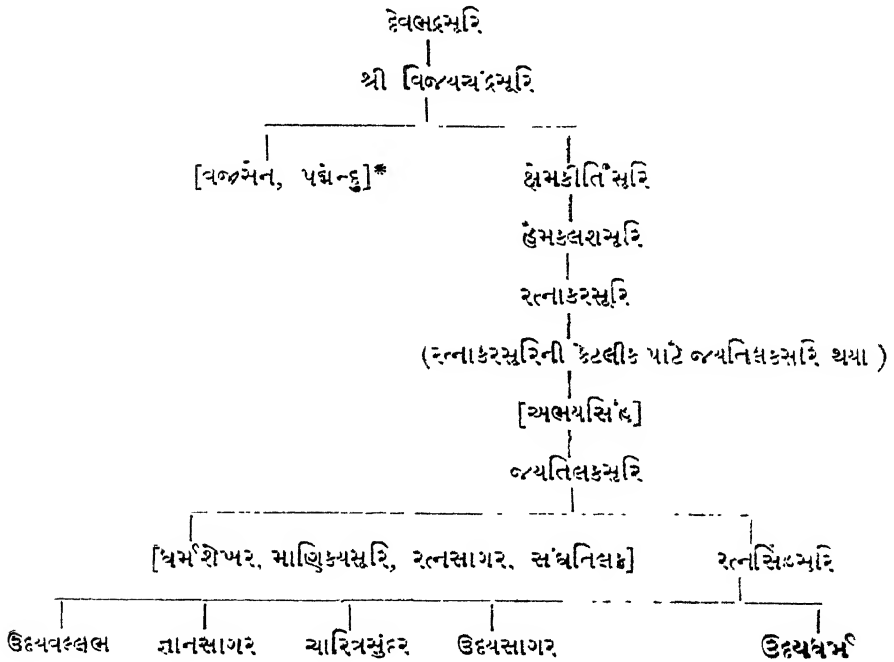 દેવભદ્રસૂરિ
શ્રી વિજયચંદ્રસૂરિ
[વજ્રસેન, પદ્મેન્દુ]* ક્ષેમકીર્તિસૂરિ
હેમકલશસૂરિ
રત્નાકરસૂરિ
(રત્નાકરસૂરિની કેટલીક પાટે જયતિલકસૂરિ થયા )
[અભયસિંહ]
જયતિલકસૂરિ
[ધર્મશેખર, માણિક્યસૂરિ, રત્નસાગર, સંઘતિલક] રત્નસિંહસૂરિ
ઉદયવલ્લભ જ્ઞાનસાગર ચારિત્રસુંદર ઉદયસાગર ઉદયધર્મ